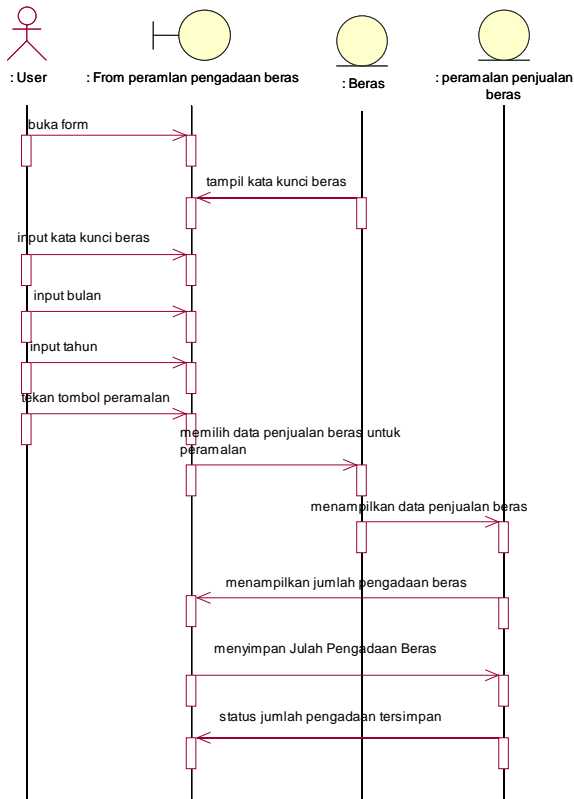 : User
: From peramlan pengadaan beras
: Beras
: peramalan penjualan
beras
buka form
tampil kata kunci beras
input kata kunci beras
input bulan
input tahun
tekan tombol peramalan
memilih data penjualan beras untuk
peramalan
menampilkan data penjualan beras
menampilkan jumlah pengadaan beras
menyimpan Julah Pengadaan Beras
status jumlah pengadaan tersimpan